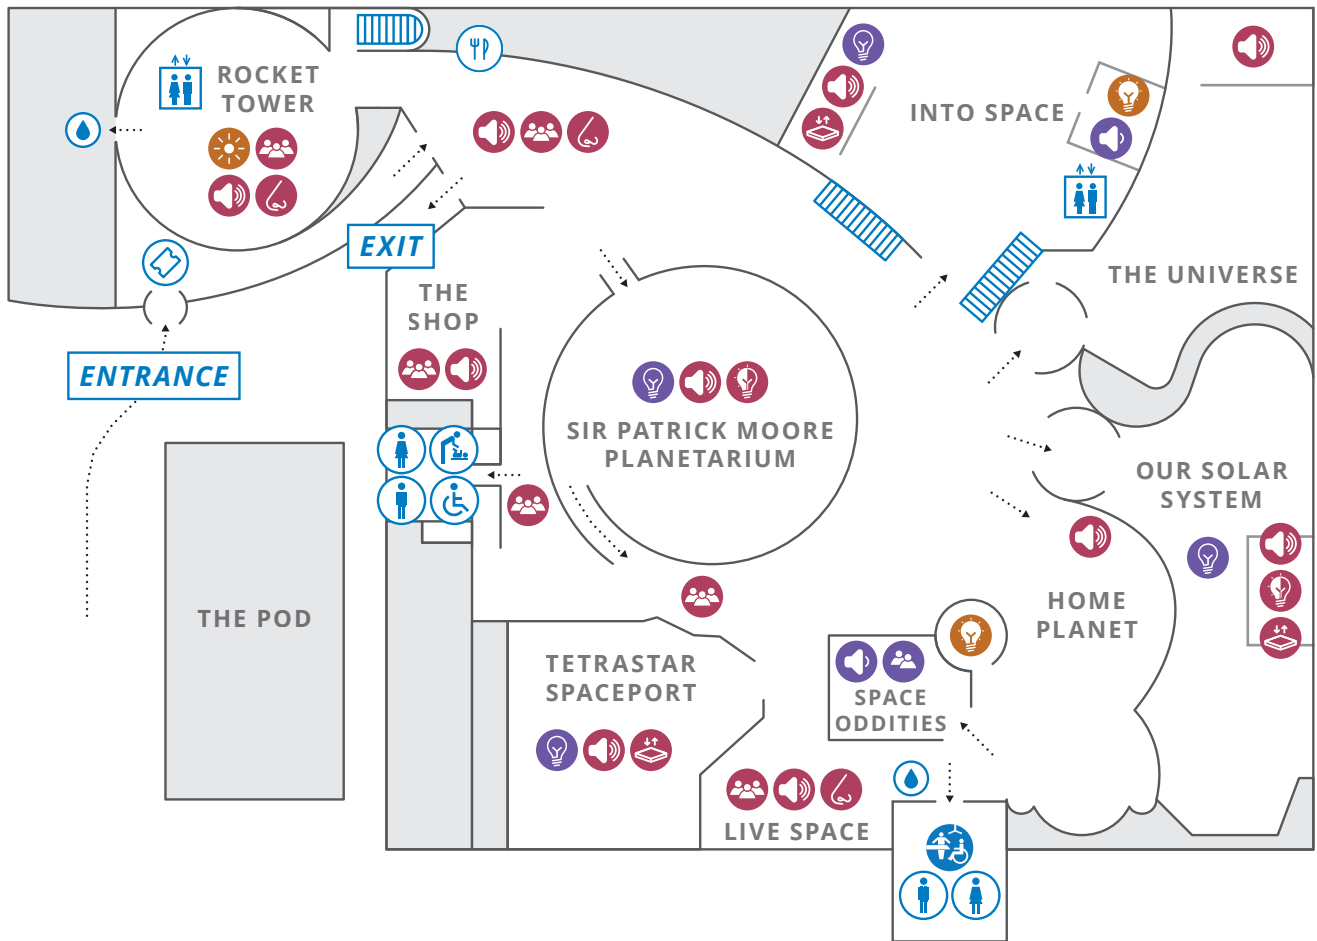 ROCKET
TOWER
INTO SPACE
EXIT
THE UNIVERSE
THE
SHOP
ENTRANCE
SIR PATRICK MOORE
PLANETARIUM
OUR SOLAR
SYSTEM
THE POD
HOME
PLANET
TETRASTAR
SPACEPORT
SPACE
ODDITIES
LIVE SPACE